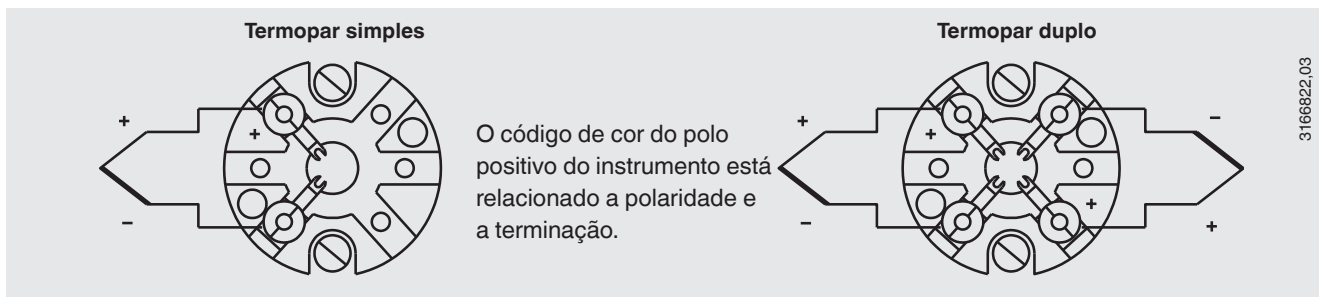 Termopar simples
Termopar duplo
+
+
−
O código de cor do polo
positivo do instrumento está
relacionado a polaridade e
a terminação.
+
+
−
−
+
+
3166822,03